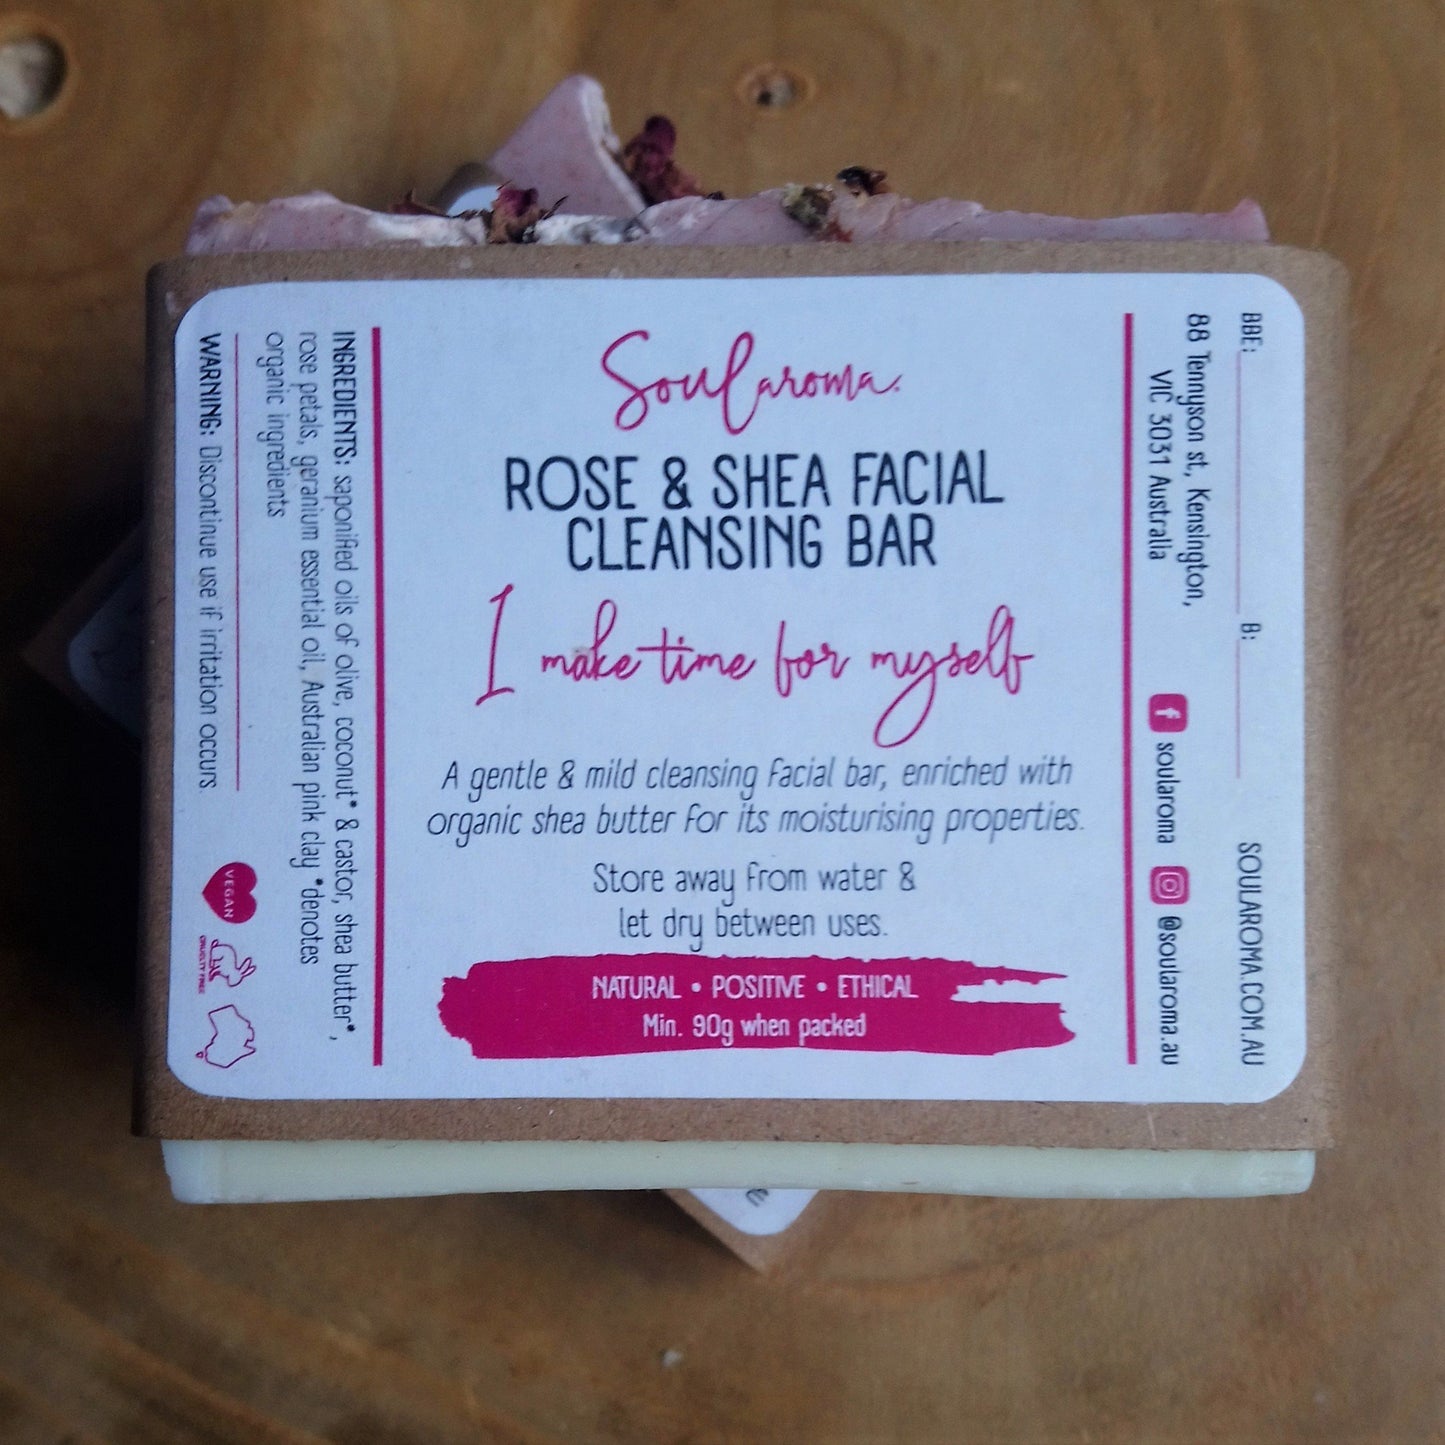 Soularoma.
ROSE & SHEA FACIAL
CLEANSING BAR
I make time for myself
A gentle & mild cleansing facial bar, enriched with
organic shea butter for its moisturising properties.
Store away from water &
let dry between uses.
NATURAL • POSITIVE • ETHICAL
Min. 90g when packed
INGREDIENTS: saponified oils of olive, coconut* & castor, shea butter*,
rose petals, geranium essential oil, Australian pink clay *denotes
organic ingredients
WARNING: Discontinue use if irritation occurs.
VEGAN
CRUELTY FREE
BBE: B: SOULAROMA.COM.AU
88 Tennyson st, Kensington,
VIC 3031 Australia
soularoma @soularoma.au